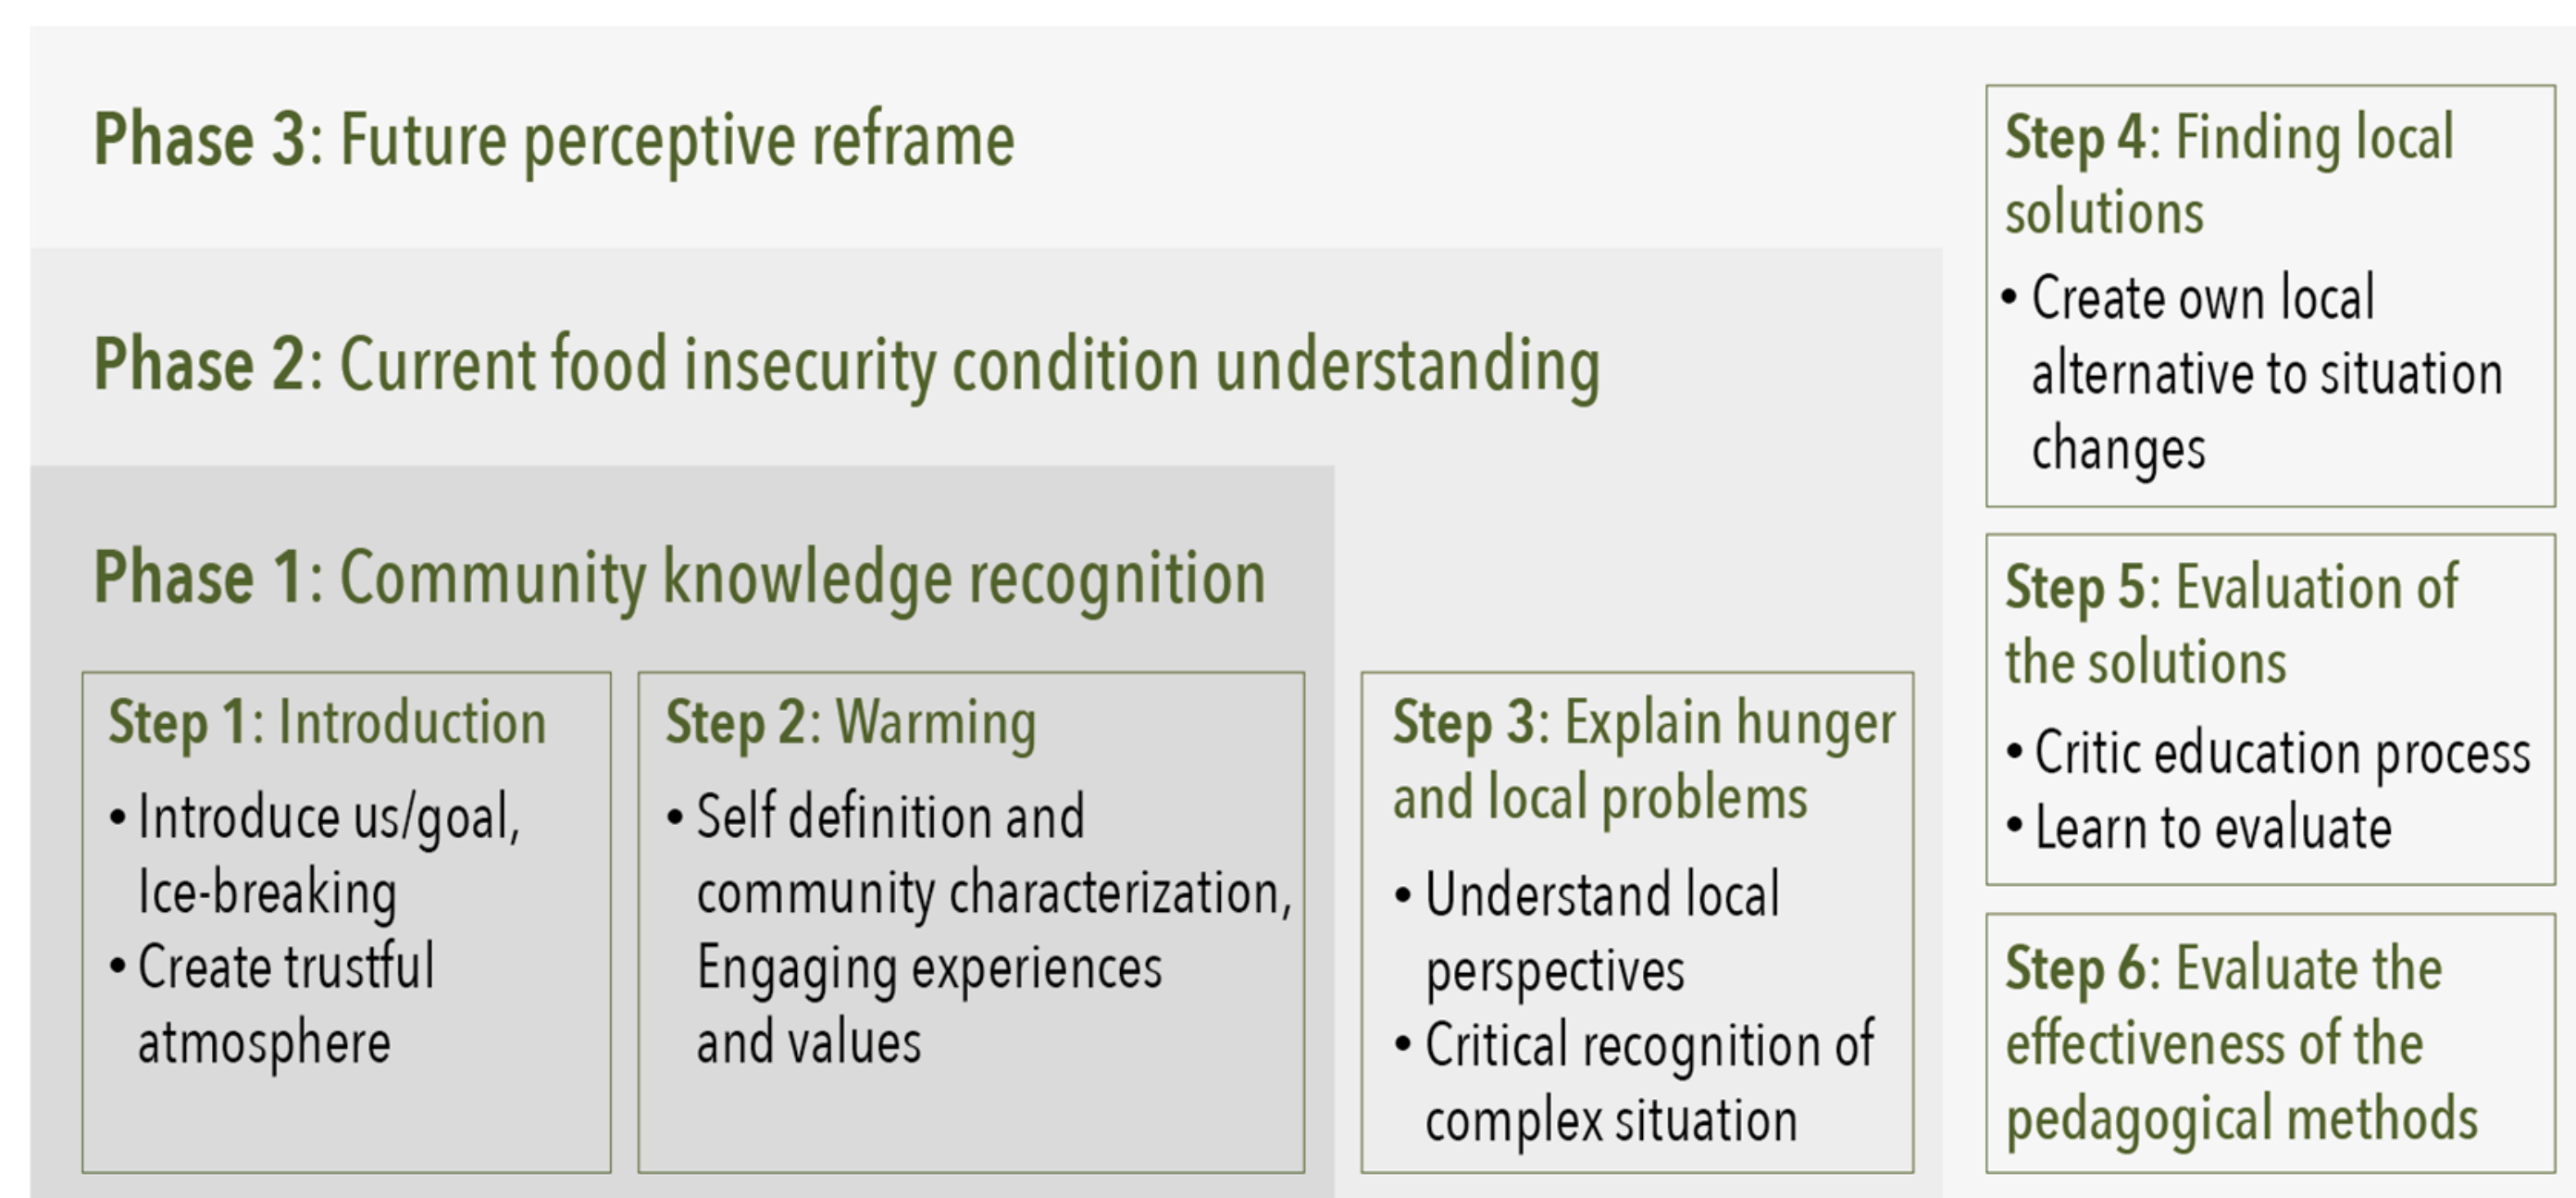 Phase 3: Future perceptive reframe
Phase 2: Current food insecurity condition understanding
Phase 1: Community knowledge recognition
Step 1: Introduction
• Introduce us/goal,
Ice-breaking
• Create trustful
atmosphere
Step 2: Warming
• Self definition and
community characterization,
Engaging experiences
and values
Step 3: Explain hunger
and local problems
• Understand local
perspectives
• Critical recognition of
complex situation
Step 4: Finding local
solutions
• Create own local
alternative to situation
changes
Step 5: Evaluation of
the solutions
• Critic education process
• Learn to evaluate
Step 6: Evaluate the
effectiveness of the
pedagogical methods